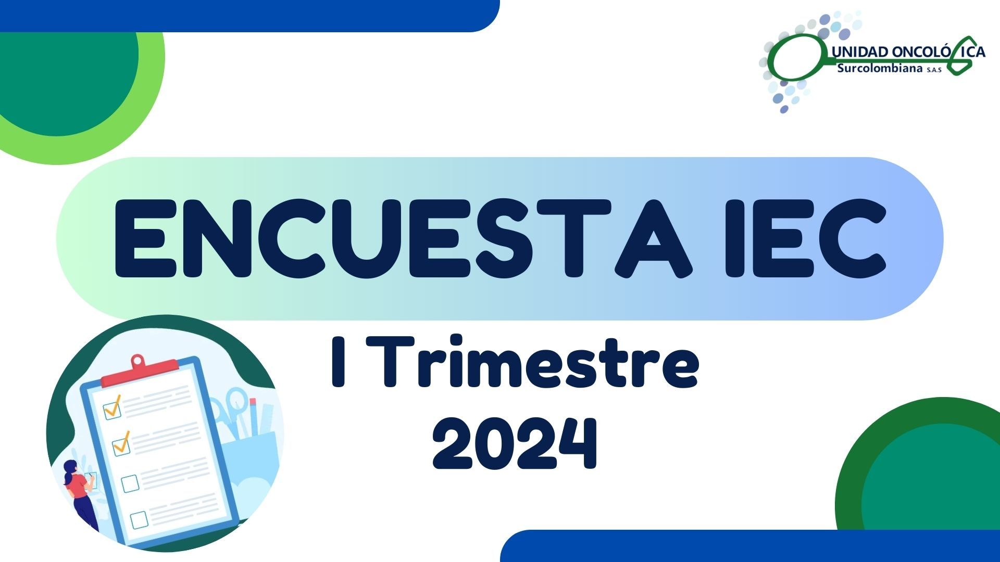 UNIDAD ONCOLÓGICA
Surcolombiana S.A.S
ENCUESTA IEC
I Trimestre
2024